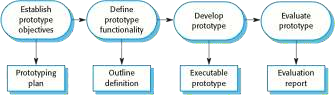 Establish
prototype
objectives
Define
prototype
functionality
Develop
prototype
Evaluate
prototype
Prototyping
plan
Outline
definition
Executable
prototype
Evaluation
report